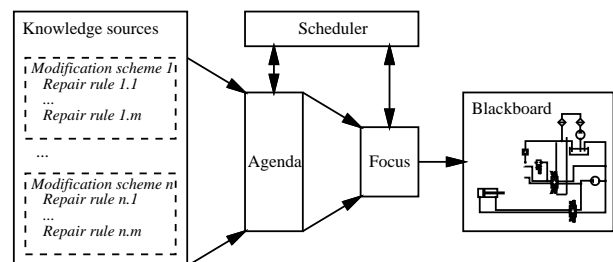 Knowledge sources
Modification scheme 1
Repair rule 1.1
...
Repair rule 1.m
...
Modification scheme n
Repair rule n.1
...
Repair rule n.m
Scheduler
Agenda
Focus
Blackboard